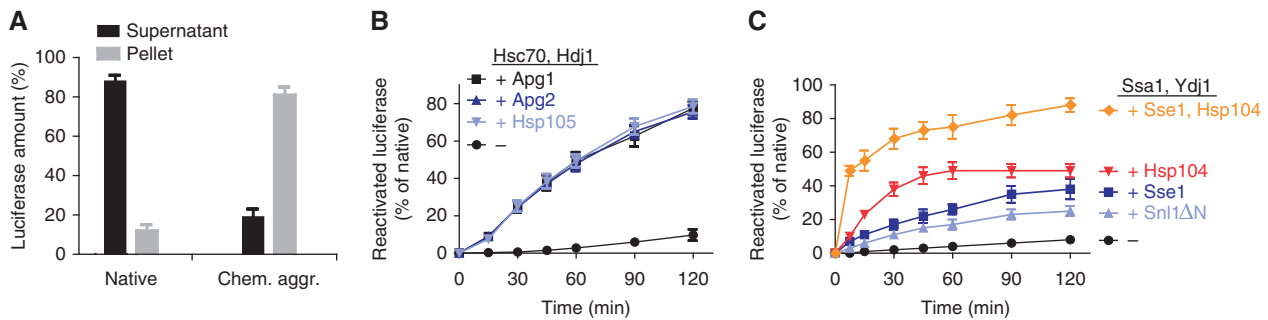 A
Supernatant
Pellet
Luciferase amount (%)
100
80
60
40
20
0
Native
Chem. aggr.
B
Hsc70, Hdj1
+ Apg1
+ Apg2
+ Hsp105
–
Reactivated luciferase
(% of native)
80
60
40
20
0
0
30
60
90
120
Time (min)
C
Ssa1, Ydj1
+ Sse1, Hsp104
+ Hsp104
+ Sse1
+ Snl1ΔN
–
Reactivated luciferase
(% of native)
100
80
60
40
20
0
0
30
60
90
120
Time (min)